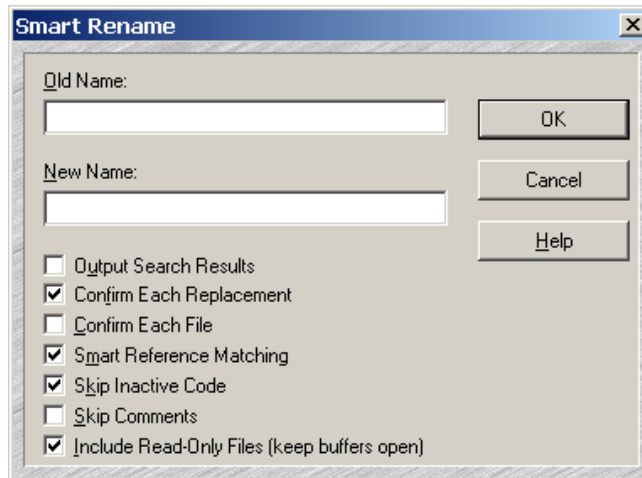 Smart Rename
Old Name:
OK
New Name:
Cancel
Help
Output Search Results
Confirm Each Replacement
Confirm Each File
Smart Reference Matching
Skip Inactive Code
Skip Comments
Include Read-Only Files (keep buffers open)